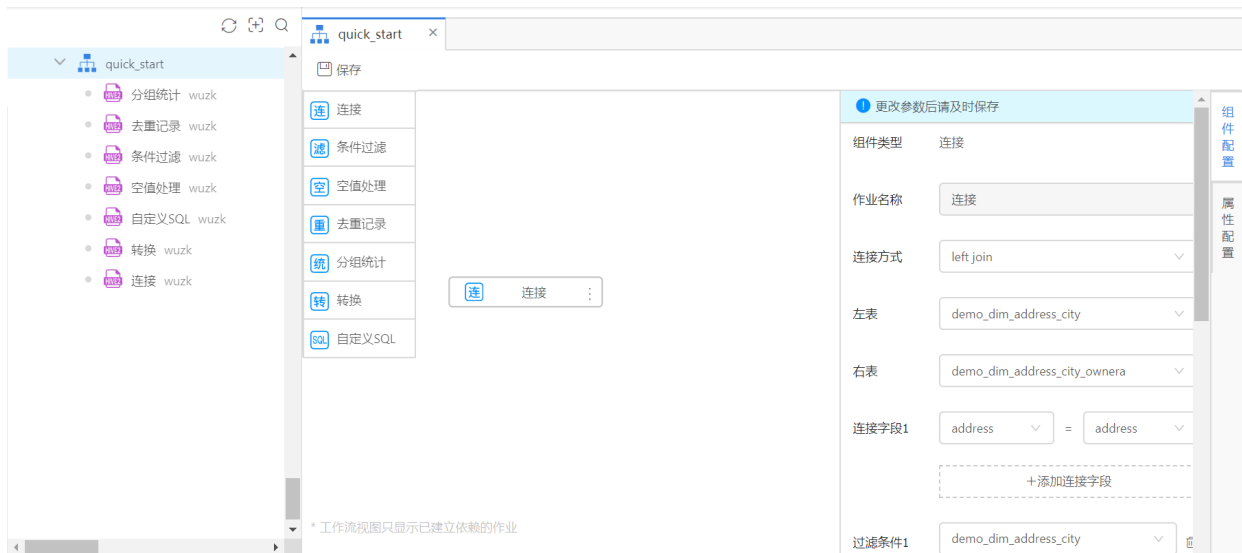 quick_start
保存
quick_start
HIVE2 分组统计 wuzk
HIVE2 去重记录 wuzk
HIVE2 条件过滤 wuzk
HIVE2 空值处理 wuzk
HIVE2 自定义SQL wuzk
HIVE2 转换 wuzk
HIVE2 连接 wuzk
连 连接
滤 条件过滤
空 空值处理
重 去重记录
统 分组统计
转 转换
SQL 自定义SQL
连 连接
* 工作流视图只显示已建立依赖的作业
更改参数后请及时保存
组件类型 连接
作业名称 连接
连接方式 left join
左表 demo_dim_address_city
右表 demo_dim_address_city_ownera
连接字段1 address = address
+添加连接字段
过滤条件1 demo_dim_address_city
组件配置
属性配置